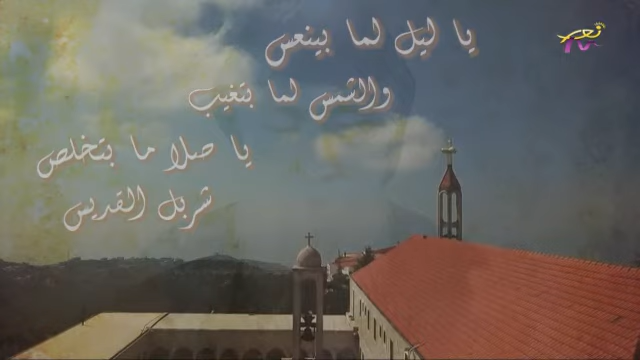 يا ليل لما بينعس
والشمس لما بتغيب
يا صلا ما بتخلص
شربل القديس